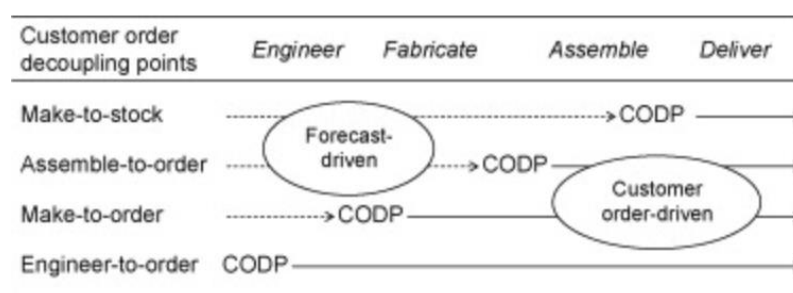 Customer order
decoupling points
Engineer Fabricate Assemble Deliver
Make-to-stock CODP
Forecast-
driven
Assemble-to-order CODP
Customer
order-driven
Make-to-order CODP
Engineer-to-order CODP